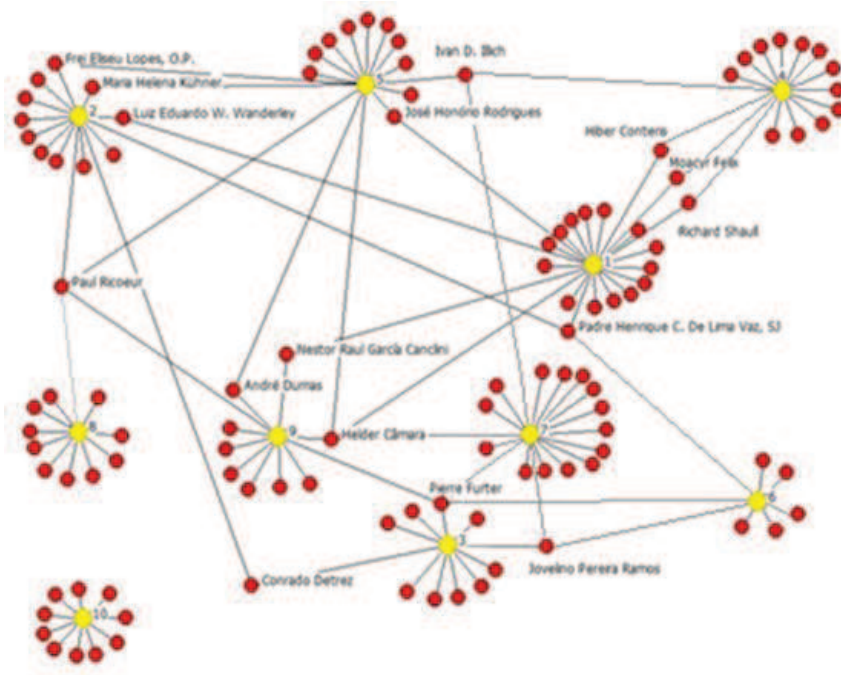 Ivan D. Illich
Frei Eliseu Lopes, O.P.
5
Maria Helena Kühner
4
2
Luiz Eduardo W. Wanderley
José Honório Rodrigues
Hiber Conteris
Moacyr Felix
Richard Shaull
1
Paul Ricoeur
Padre Henrique C. De Lima Vaz, SJ
Nestor Raul García Canclini
André Dumas
8
9
Helder Câmara
7
Pierre Furter
6
3
Jovelino Pereira Ramos
Conrado Detrez
10